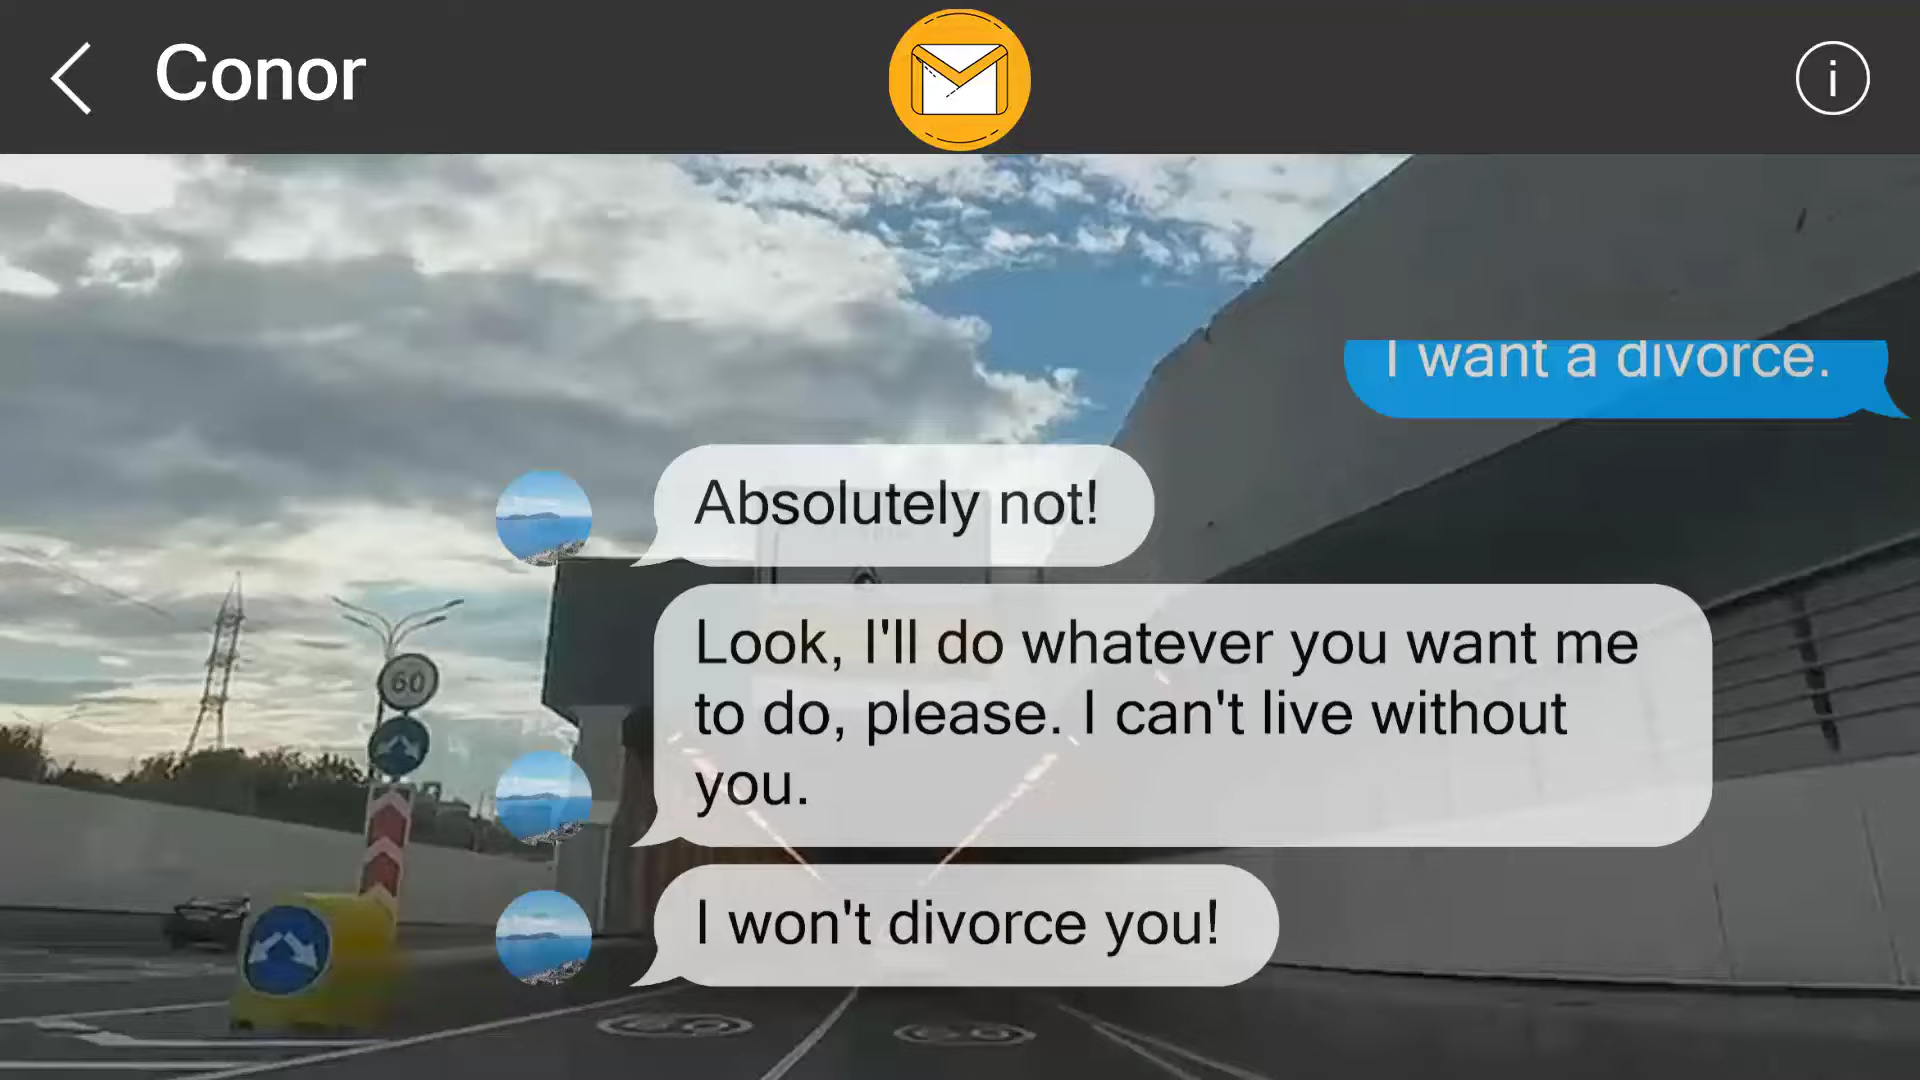 Conor
i
I want a divorce.
Absolutely not!
Look, I'll do whatever you want me
to do, please. I can't live without
you.
I won't divorce you!
60